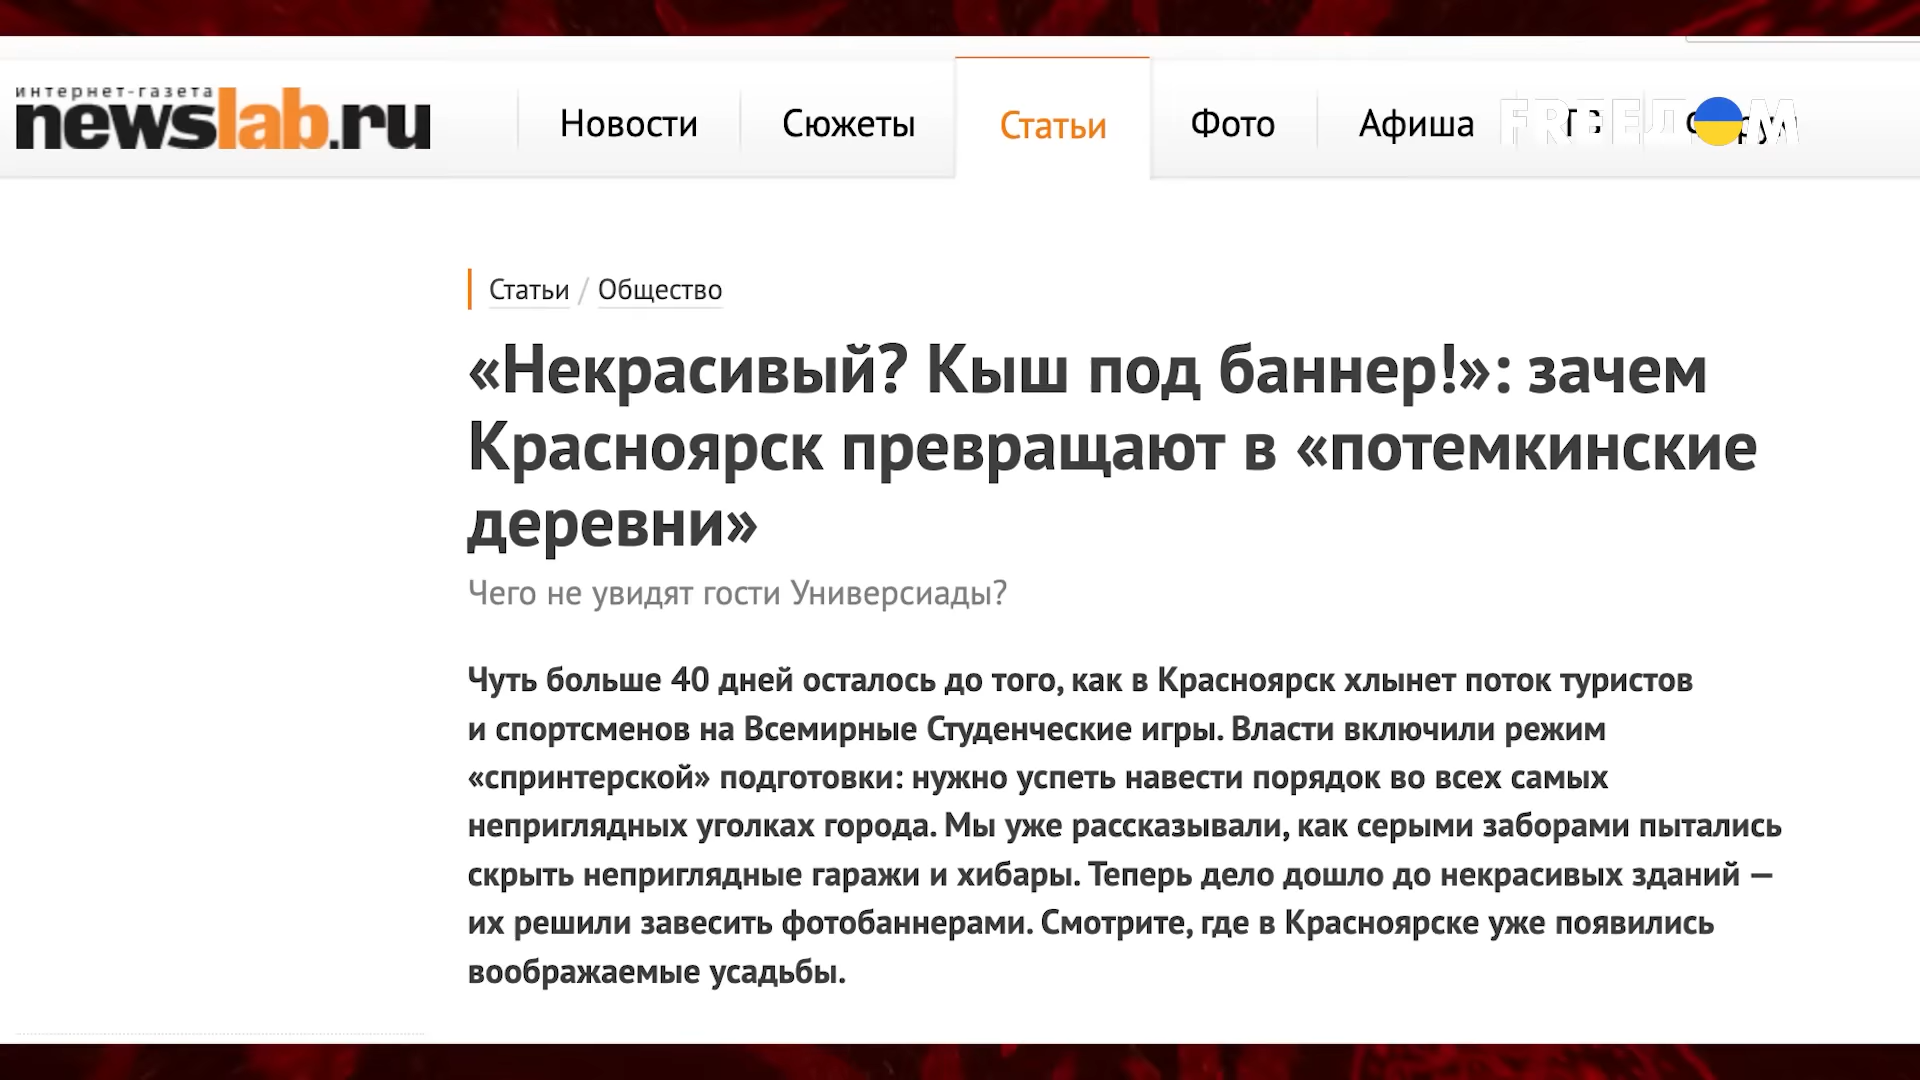 интернет-газета
newslab.ru
Новости
Сюжеты
Статьи
Фото
Афиша
FREEДОМ
Статьи / Общество
«Некрасивый? Кыш под баннер!»: зачем
Красноярск превращают в «потемкинские
деревни»
Чего не увидят гости Универсиады?
Чуть больше 40 дней осталось до того, как в Красноярск хлынет поток туристов
и спортсменов на Всемирные Студенческие игры. Власти включили режим
«спринтерской» подготовки: нужно успеть навести порядок во всех самых
неприглядных уголках города. Мы уже рассказывали, как серыми заборами пытались
скрыть неприглядные гаражи и хибары. Теперь дело дошло до некрасивых зданий —
их решили завесить фотобаннерами. Смотрите, где в Красноярске уже появились
воображаемые усадьбы.